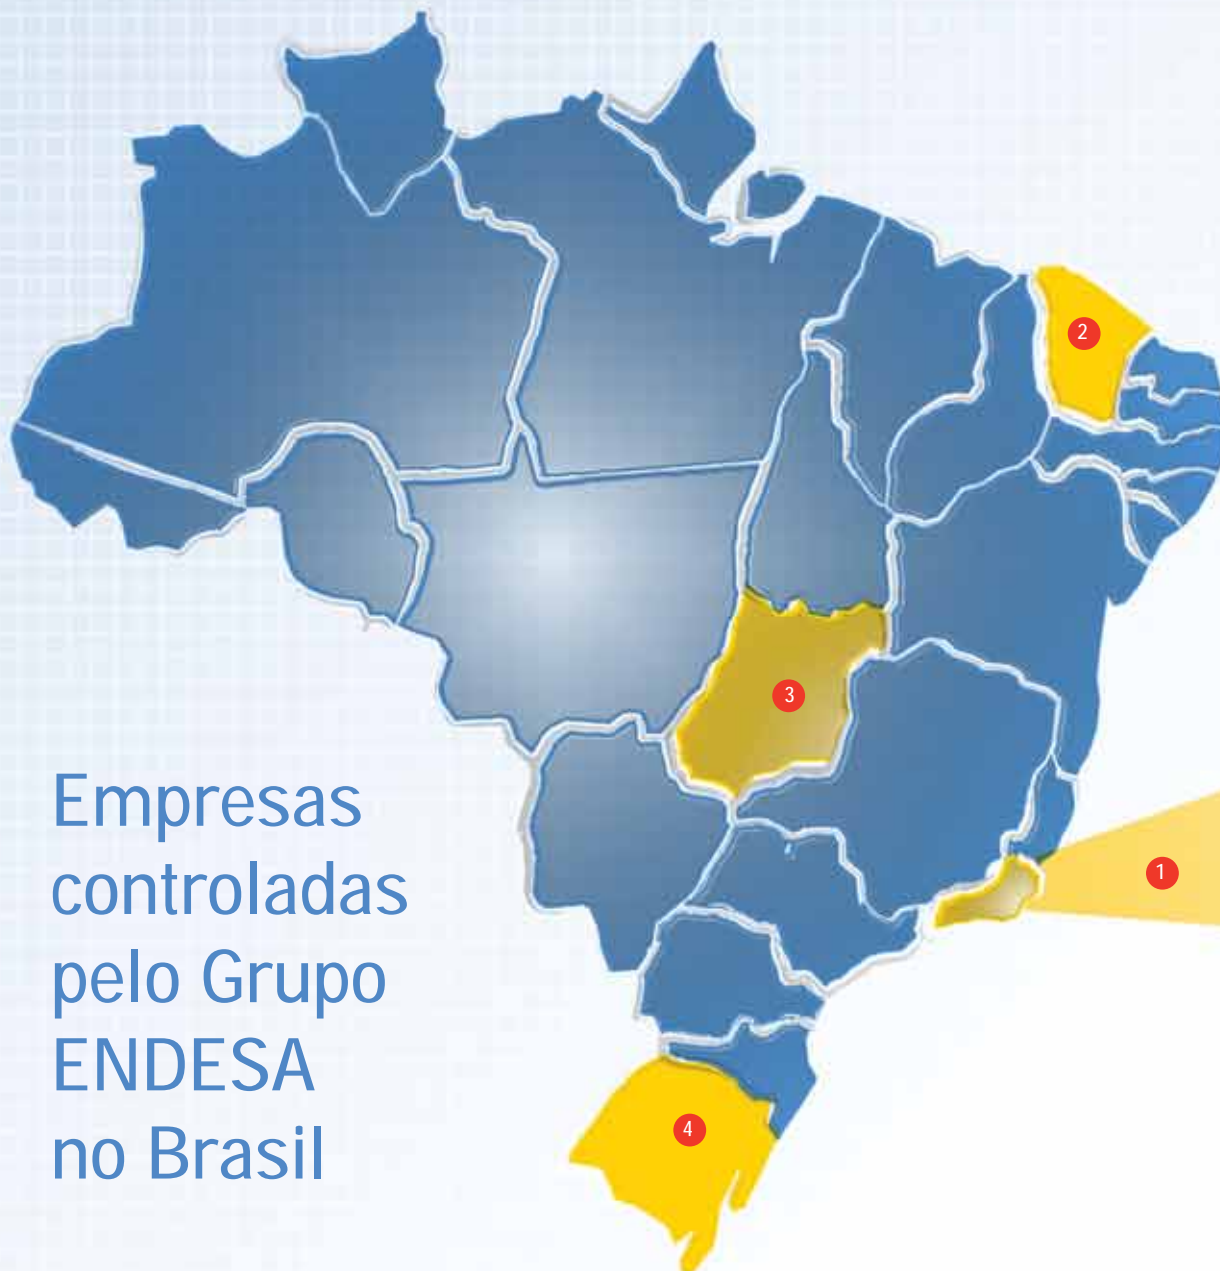 2
3
1
Empresas
controladas
pelo Grupo
ENDESA
no Brasil
4